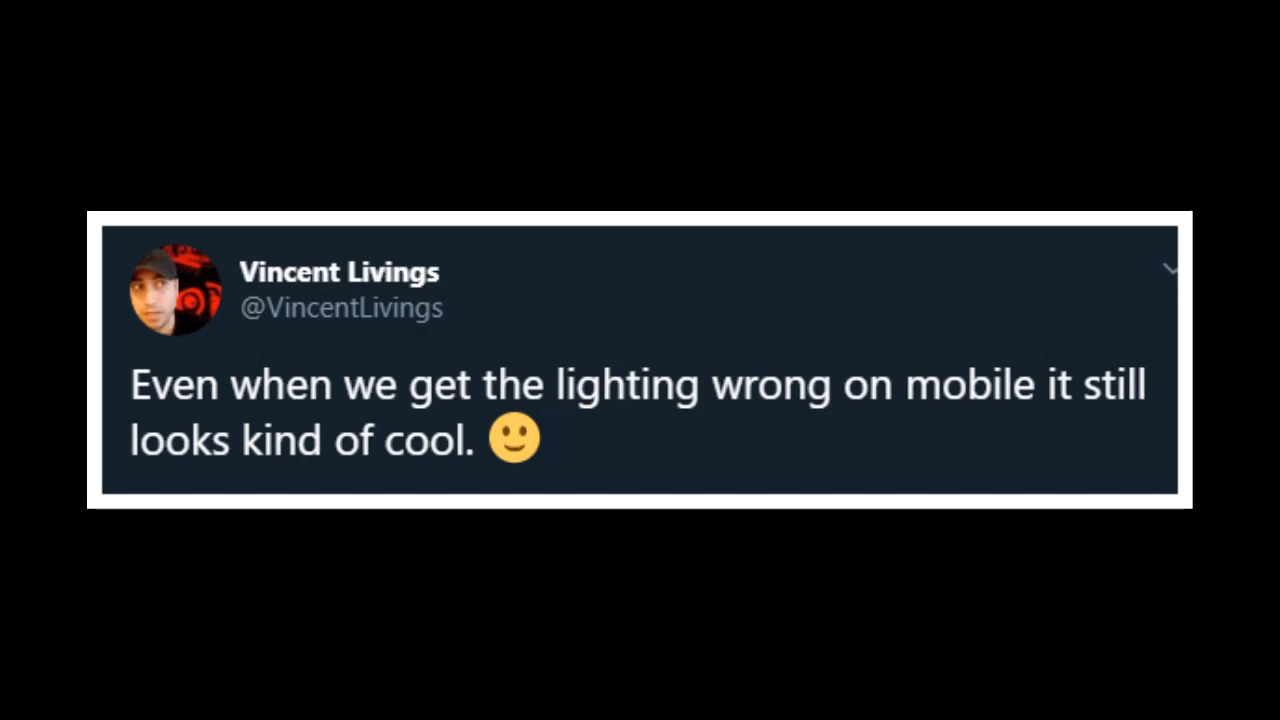 Vincent Livings
@VincentLivings
Even when we get the lighting wrong on mobile it still
looks kind of cool. 🙂